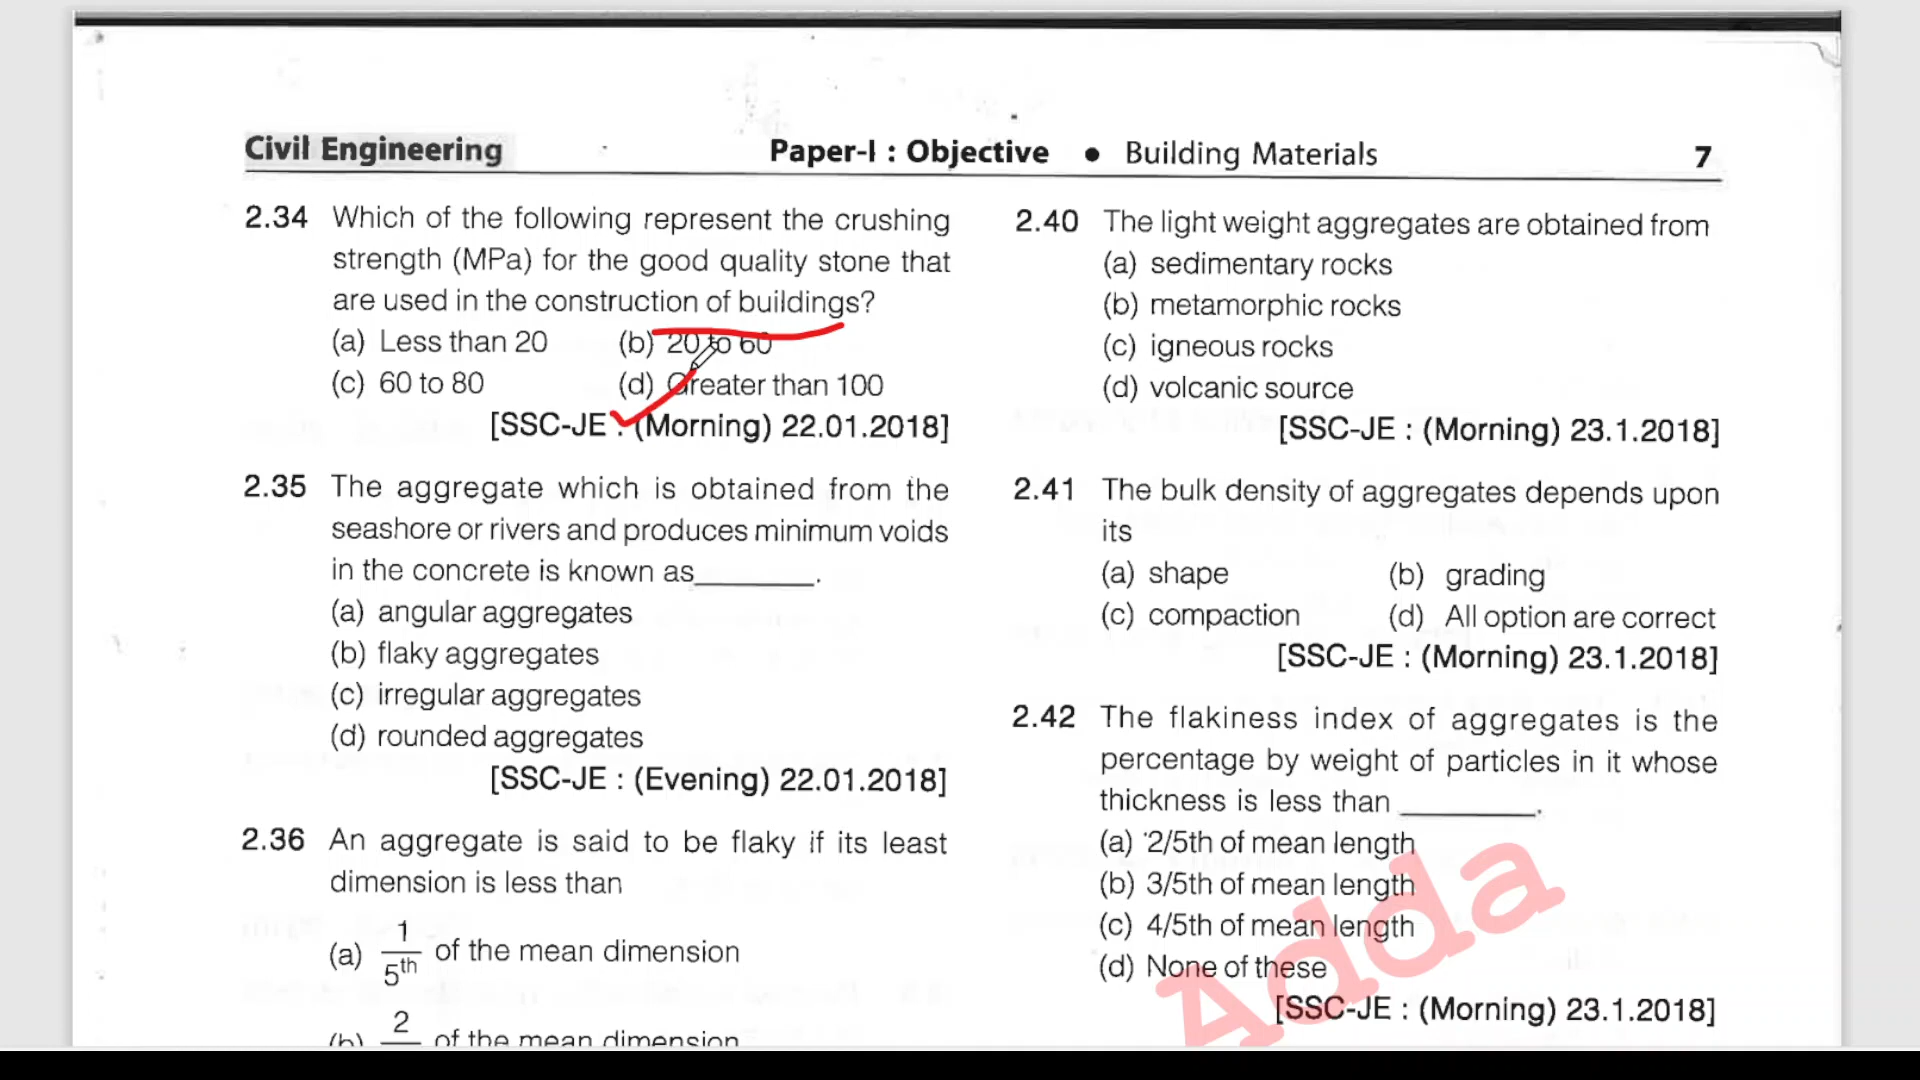 Civil Engineering Paper-I : Objective • Building Materials 7
2.34 Which of the following represent the crushing
strength (MPa) for the good quality stone that
are used in the construction of buildings?
(a) Less than 20 (b) 20 to 60
(c) 60 to 80 (d) Greater than 100
[SSC-JE : (Morning) 22.01.2018]
2.35 The aggregate which is obtained from the
seashore or rivers and produces minimum voids
in the concrete is known as________.
(a) angular aggregates
(b) flaky aggregates
(c) irregular aggregates
(d) rounded aggregates
[SSC-JE : (Evening) 22.01.2018]
2.36 An aggregate is said to be flaky if its least
dimension is less than
(a) 1/5th of the mean dimension
(b) 2 of the mean dimension
2.40 The light weight aggregates are obtained from
(a) sedimentary rocks
(b) metamorphic rocks
(c) igneous rocks
(d) volcanic source
[SSC-JE : (Morning) 23.1.2018]
2.41 The bulk density of aggregates depends upon
its
(a) shape (b) grading
(c) compaction (d) All option are correct
[SSC-JE : (Morning) 23.1.2018]
2.42 The flakiness index of aggregates is the
percentage by weight of particles in it whose
thickness is less than ________.
(a) 2/5th of mean length
(b) 3/5th of mean length
(c) 4/5th of mean length
(d) None of these
[SSC-JE : (Morning) 23.1.2018]
Adda